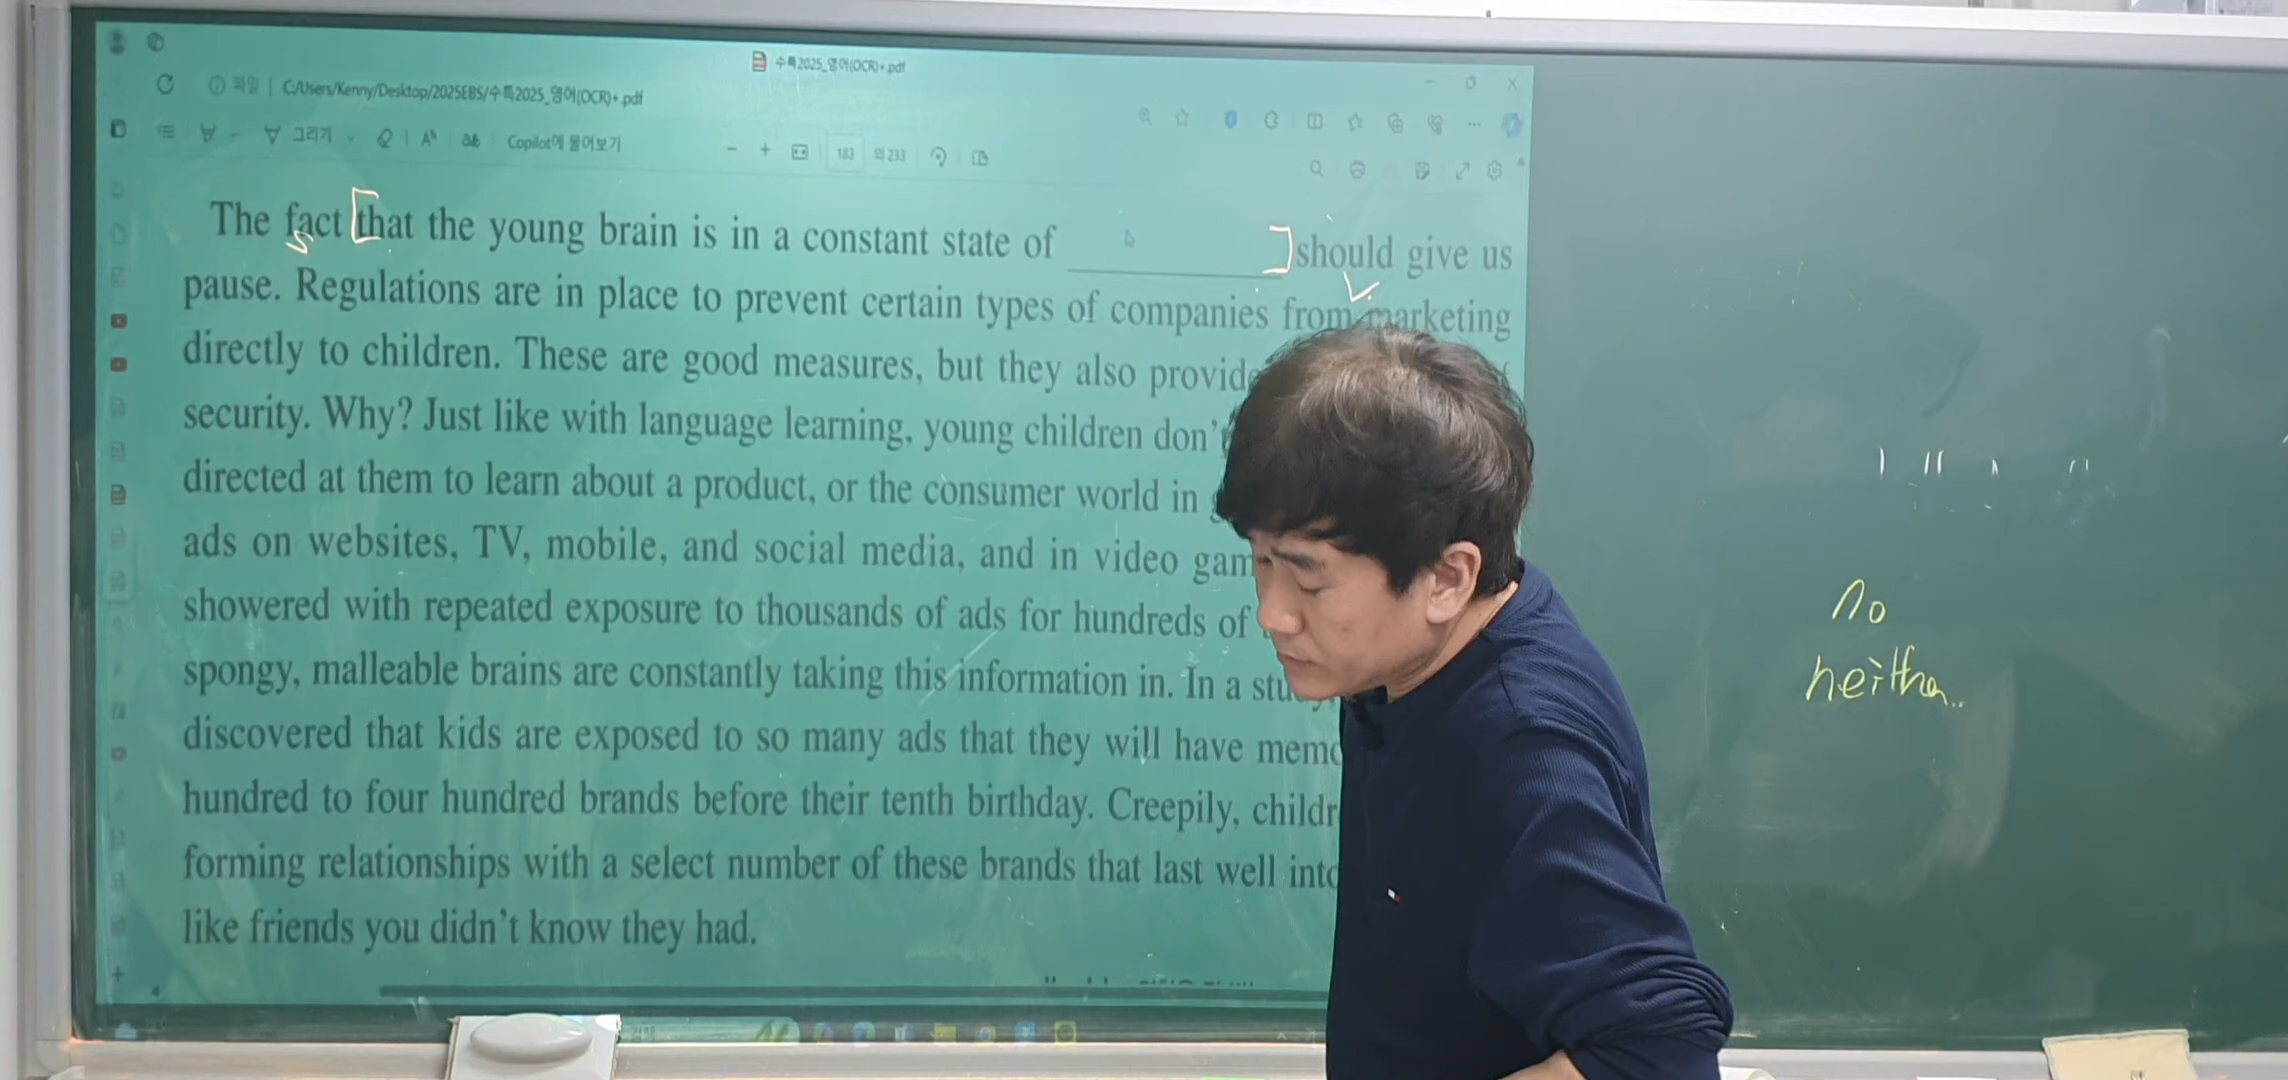 수특2025_영어(OCR)+.pdf
파일 | C:/Users/Kenny/Desktop/2025EBS/수특2025_영어(OCR)+.pdf
그리기 Copilot에 물어보기 − + 183 의 233
The fact [that the young brain is in a constant state of ] should give us
S V
pause. Regulations are in place to prevent certain types of companies from marketing
directly to children. These are good measures, but they also provide
security. Why? Just like with language learning, young children don't
directed at them to learn about a product, or the consumer world in
ads on websites, TV, mobile, and social media, and in video gam
showered with repeated exposure to thousands of ads for hundreds of
spongy, malleable brains are constantly taking this information in. In a stu
discovered that kids are exposed to so many ads that they will have memo
hundred to four hundred brands before their tenth birthday. Creepily, childr
forming relationships with a select number of these brands that last well into
like friends you didn't know they had.
no
neither..